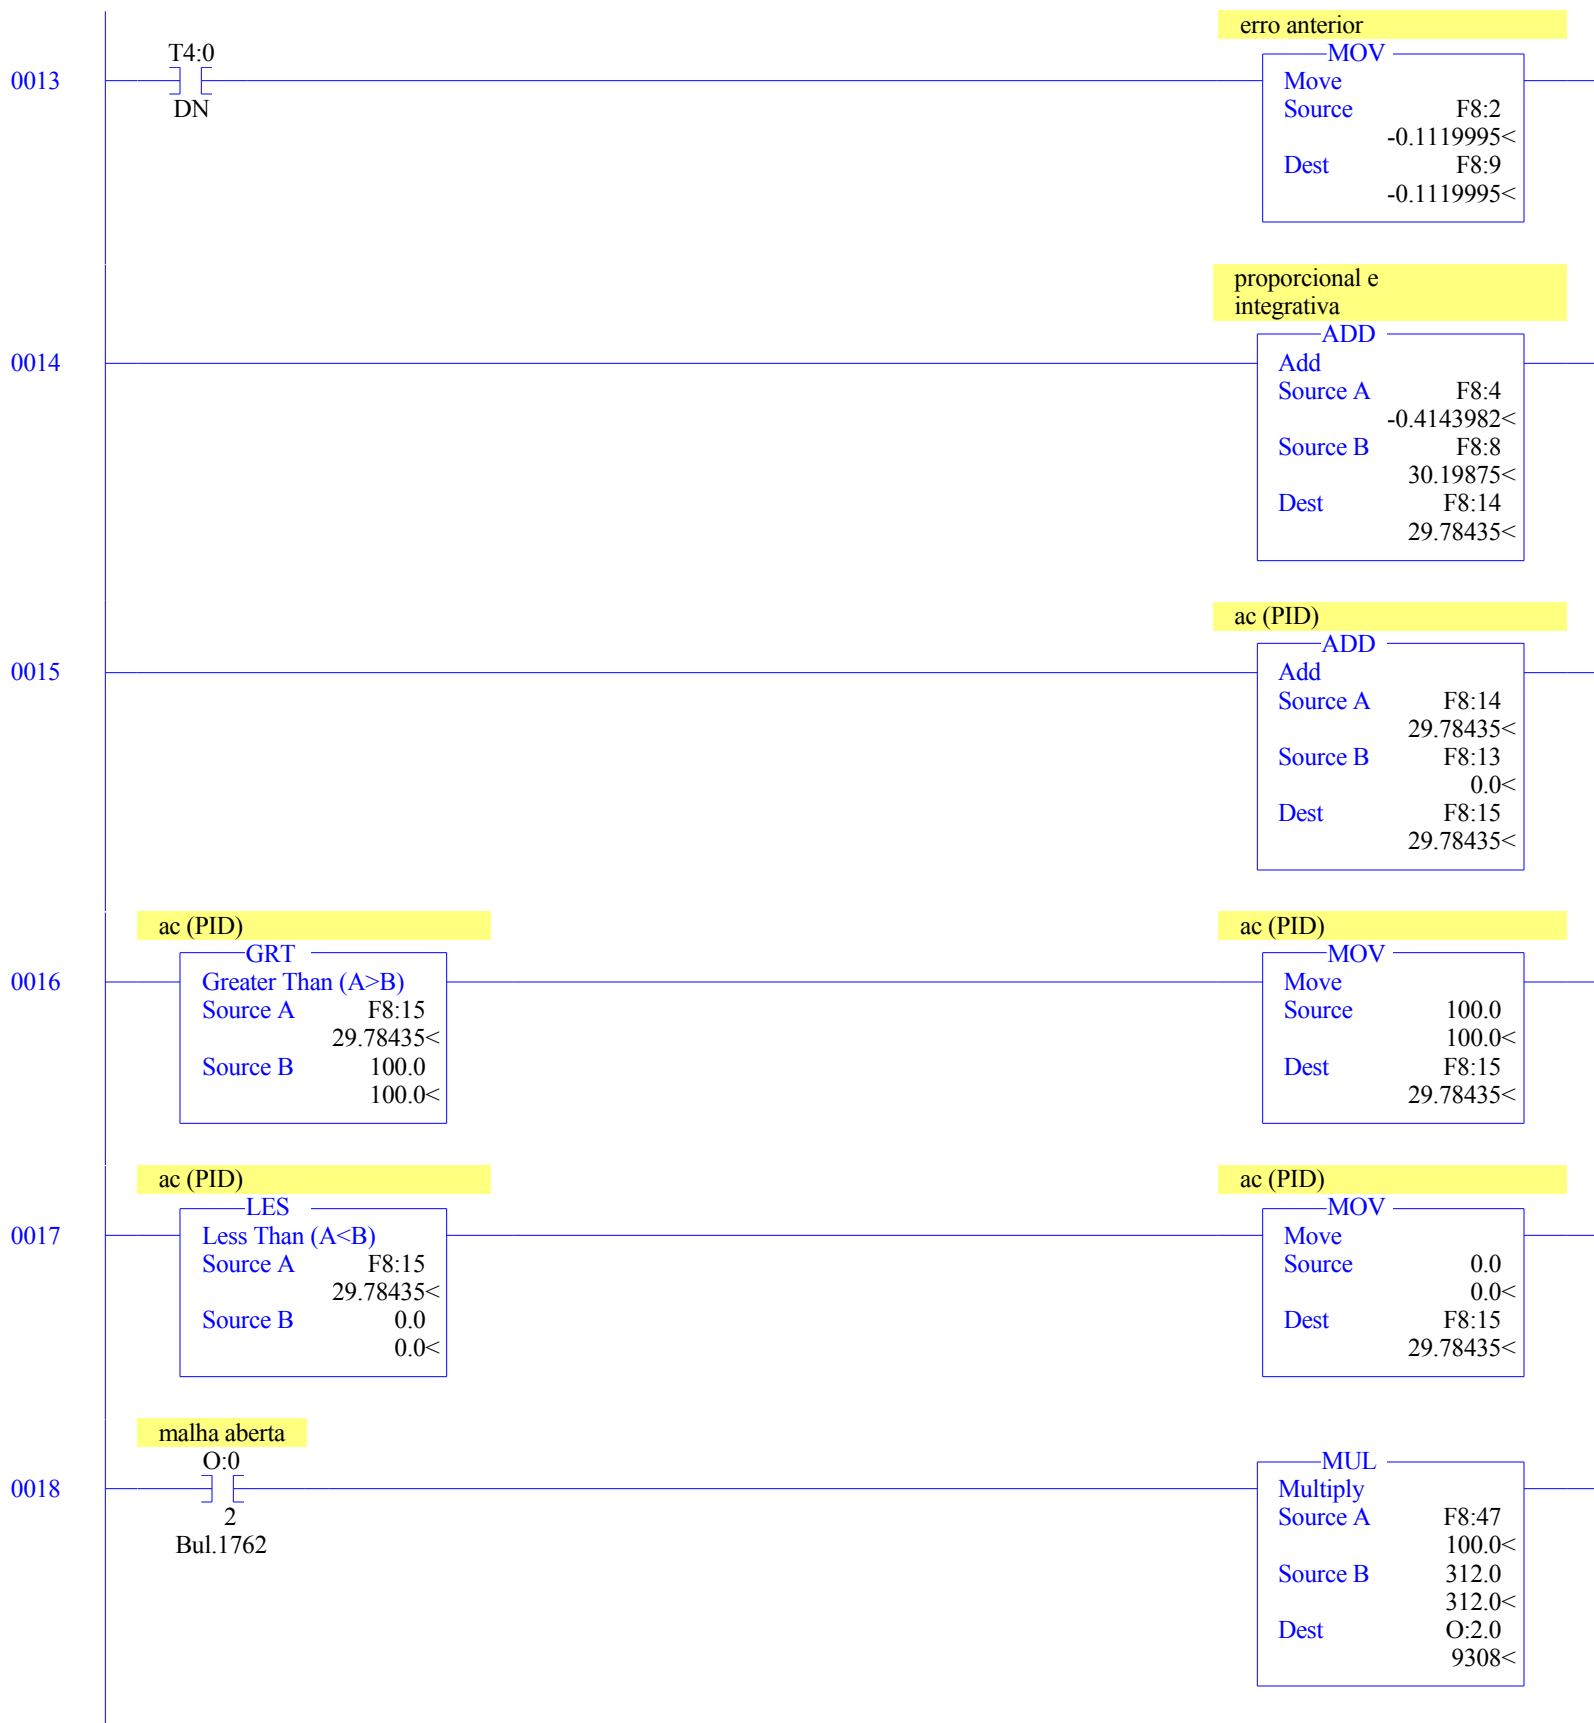 erro anterior
T4:0
MOV
0013
Move
DN
Source F8:2
-0.1119995<
Dest F8:9
-0.1119995<
proporcional e
integrativa
ADD
0014
Add
Source A F8:4
-0.4143982<
Source B F8:8
30.19875<
Dest F8:14
29.78435<
ac (PID)
ADD
0015
Add
Source A F8:14
29.78435<
Source B F8:13
0.0<
Dest F8:15
29.78435<
ac (PID)
GRT
0016
Greater Than (A>B)
Source A F8:15
29.78435<
Source B 100.0
100.0<
ac (PID)
MOV
Move
Source 100.0
100.0<
Dest F8:15
29.78435<
ac (PID)
LES
0017
Less Than (A<B)
Source A F8:15
29.78435<
Source B 0.0
0.0<
ac (PID)
MOV
Move
Source 0.0
0.0<
Dest F8:15
29.78435<
malha aberta
O:0
0018
2
Bul.1762
MUL
Multiply
Source A F8:47
100.0<
Source B 312.0
312.0<
Dest O:2.0
9308<